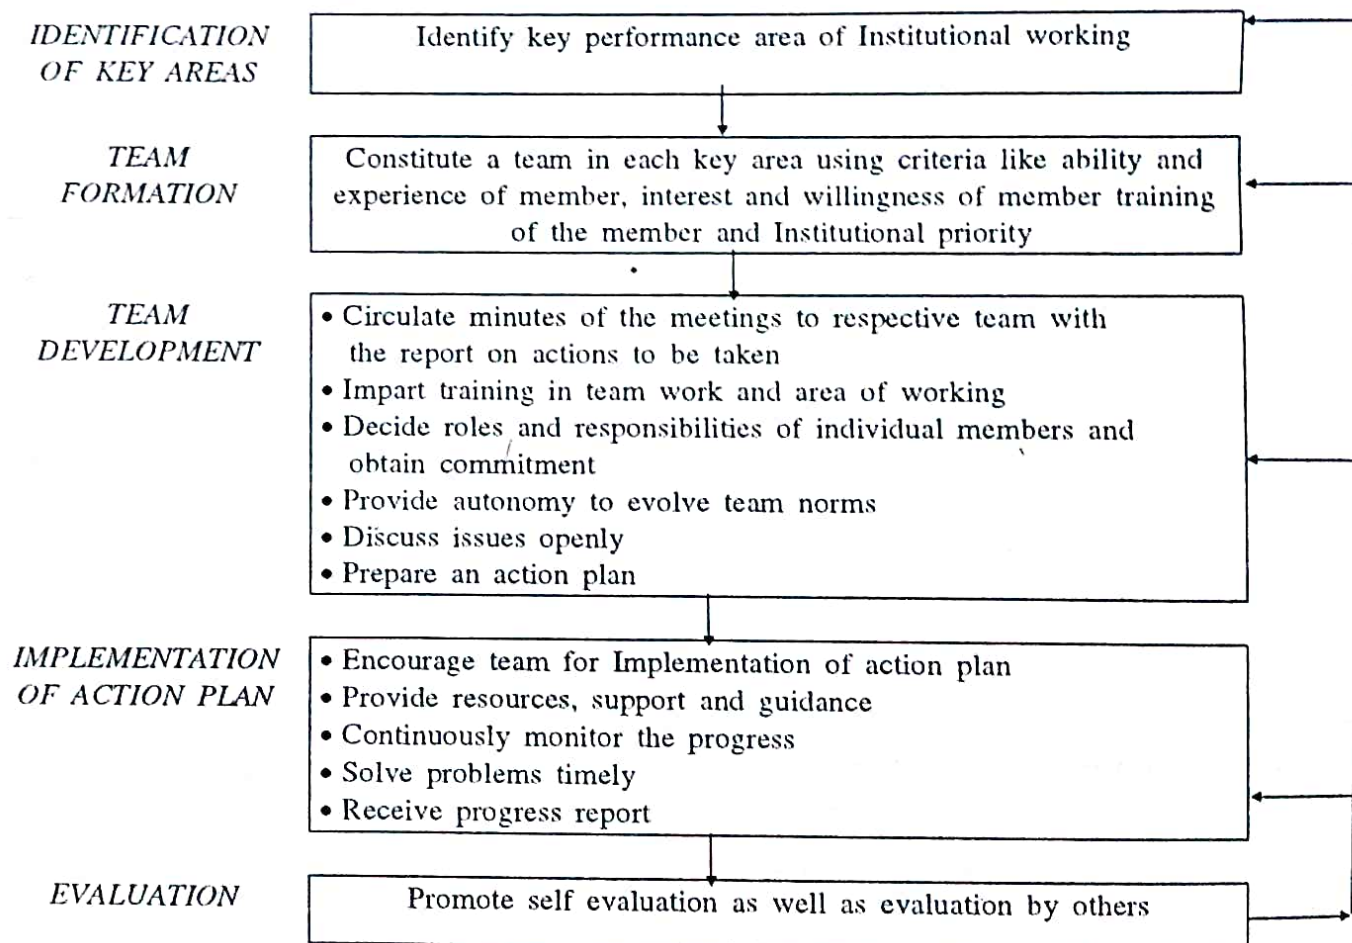 IDENTIFICATION
OF KEY AREAS
Identify key performance area of Institutional working
TEAM
FORMATION
Constitute a team in each key area using criteria like ability and
experience of member, interest and willingness of member training
of the member and Institutional priority
TEAM
DEVELOPMENT
• Circulate minutes of the meetings to respective team with
the report on actions to be taken
• Impart training in team work and area of working
• Decide roles and responsibilities of individual members and
obtain commitment
• Provide autonomy to evolve team norms
• Discuss issues openly
• Prepare an action plan
IMPLEMENTATION
OF ACTION PLAN
• Encourage team for Implementation of action plan
• Provide resources, support and guidance
• Continuously monitor the progress
• Solve problems timely
• Receive progress report
EVALUATION
Promote self evaluation as well as evaluation by others